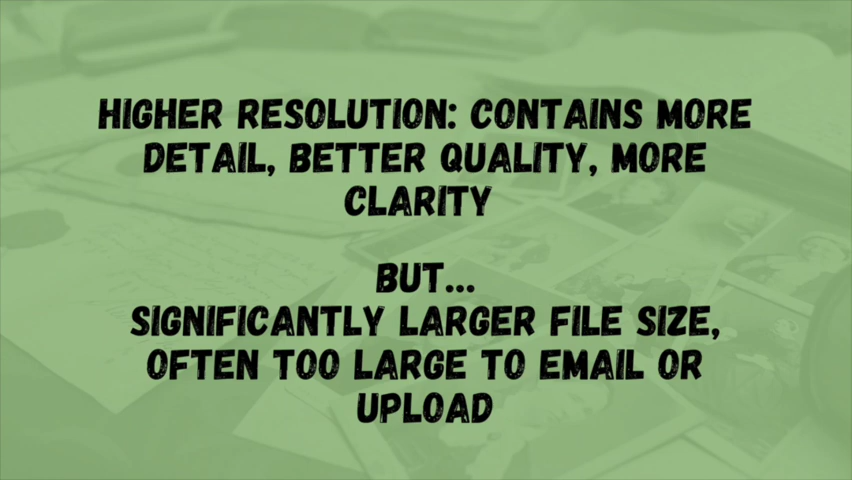 HIGHER RESOLUTION: CONTAINS MORE
DETAIL, BETTER QUALITY, MORE
CLARITY
BUT...
SIGNIFICANTLY LARGER FILE SIZE,
OFTEN TOO LARGE TO EMAIL OR
UPLOAD